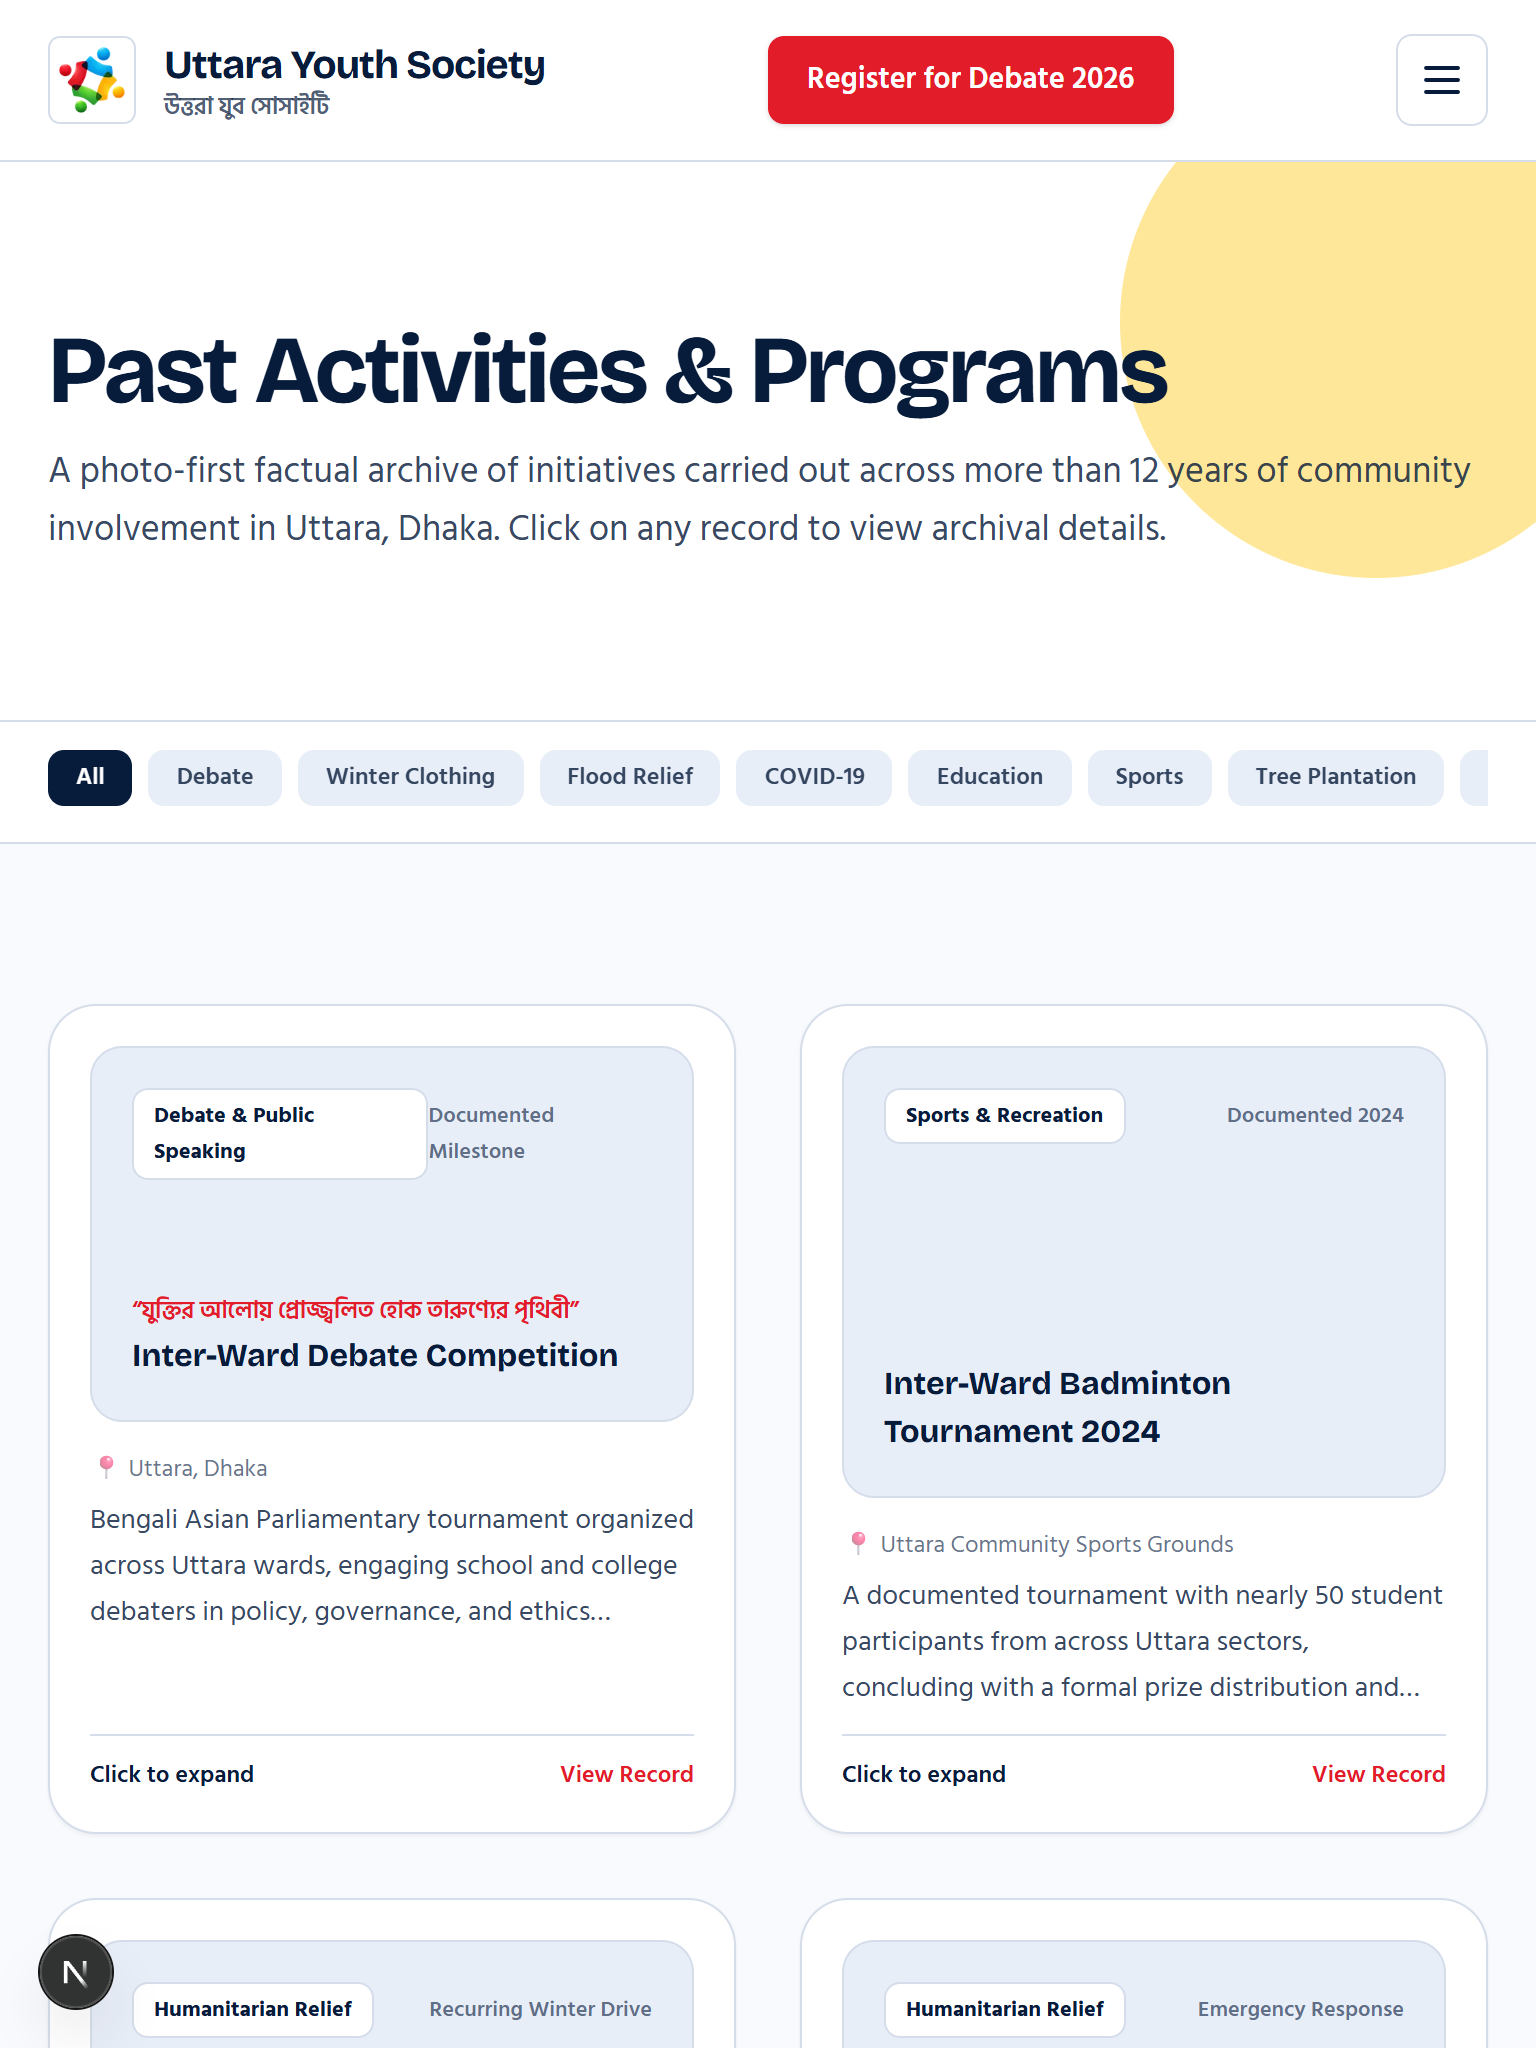 Uttara Youth Society
উত্তরা যুব সোসাইটি
Register for Debate 2026
Past Activities & Programs
A photo-first factual archive of initiatives carried out across more than 12 years of community
involvement in Uttara, Dhaka. Click on any record to view archival details.
All
Debate
Winter Clothing
Flood Relief
COVID-19
Education
Sports
Tree Plantation
Debate & Public
Speaking
Documented
Milestone
“যুক্তির আলোয় প্রোজ্জ্বলিত হোক তারুণ্যের পৃথিবী”
Inter-Ward Debate Competition
Uttara, Dhaka
Bengali Asian Parliamentary tournament organized
across Uttara wards, engaging school and college
debaters in policy, governance, and ethics...
Click to expand
View Record
Sports & Recreation
Documented 2024
Inter-Ward Badminton
Tournament 2024
Uttara Community Sports Grounds
A documented tournament with nearly 50 student
participants from across Uttara sectors,
concluding with a formal prize distribution and...
Click to expand
View Record
Humanitarian Relief
Recurring Winter Drive
Humanitarian Relief
Emergency Response
N